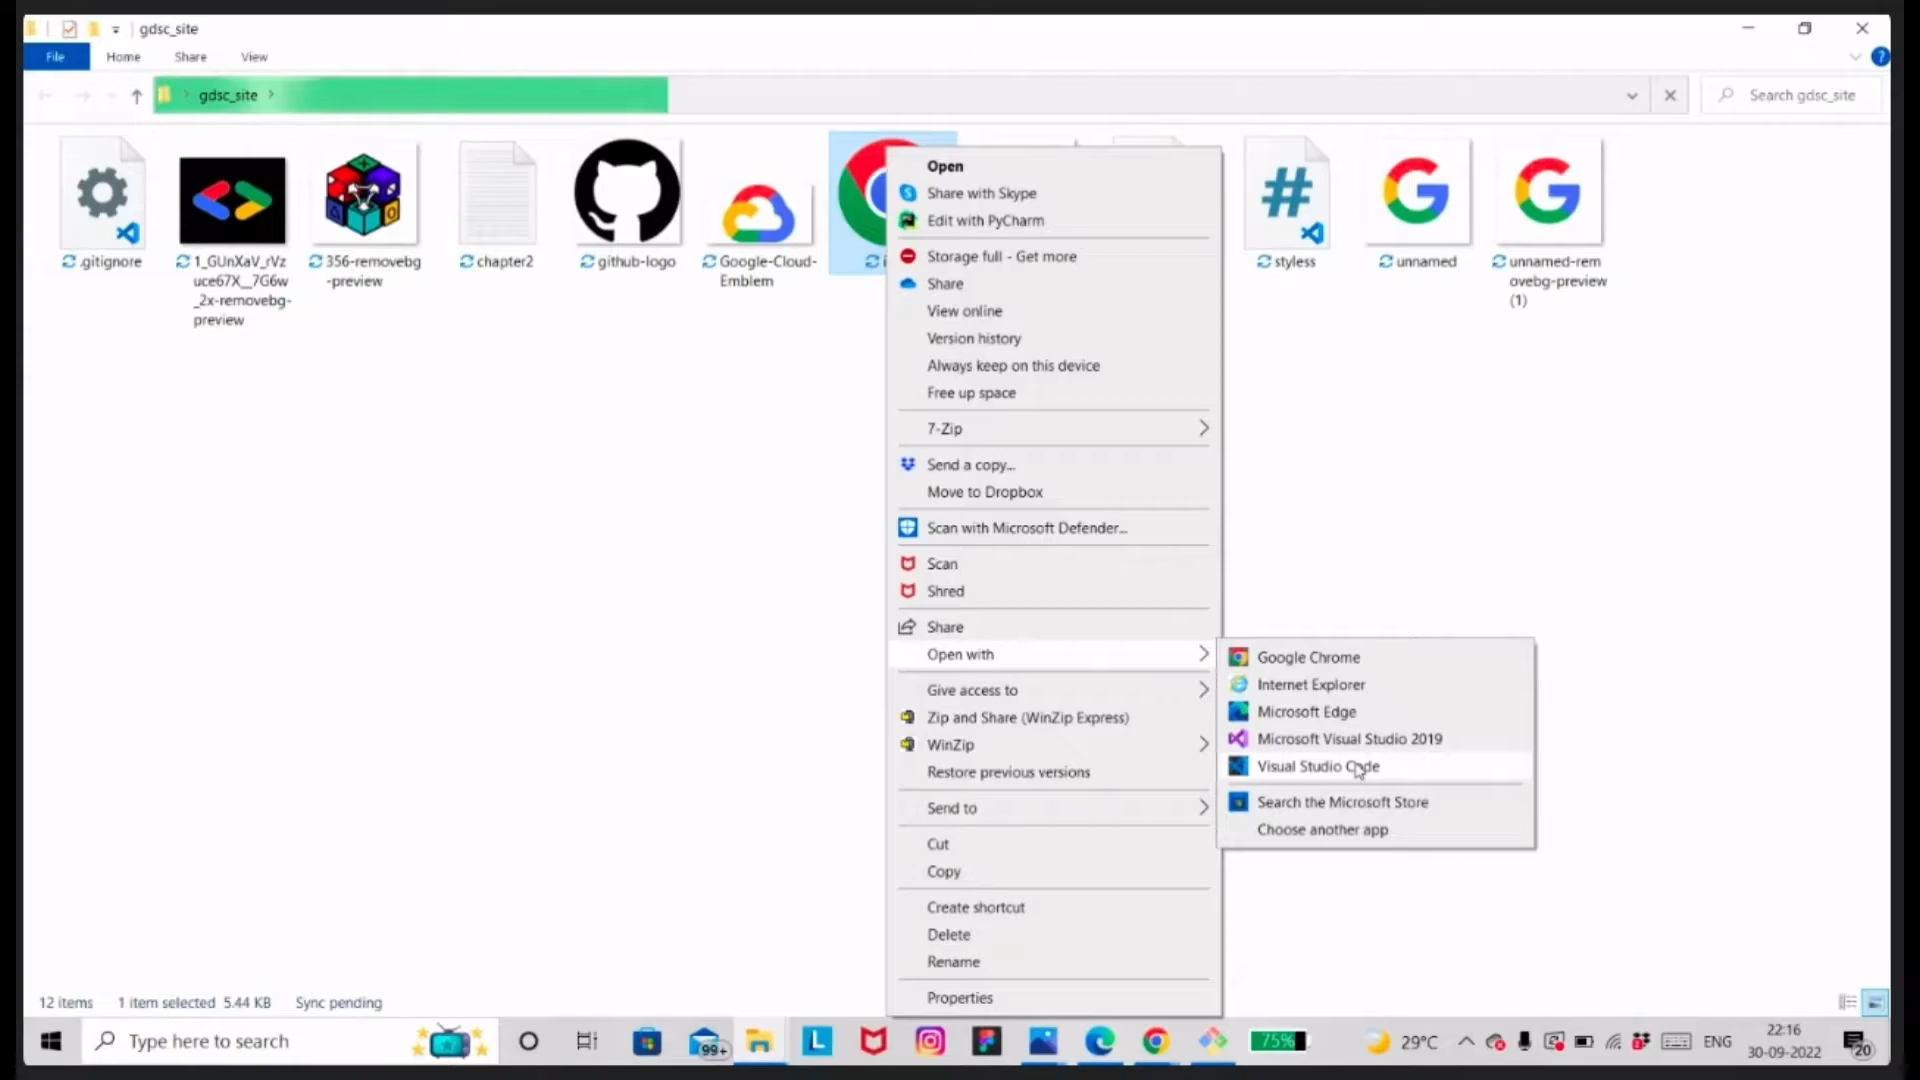 gdsc_site
File
Home
Share
View
gdsc_site
Search gdsc_site
.gitignore
1_GUnXaV_rVz
uce67X__7G6w
_2x-removebg-
preview
356-removebg
-preview
chapter2
github-logo
Google-Cloud-
Emblem
styless
unnamed
unnamed-rem
ovebg-preview
(1)
Open
Share with Skype
Edit with PyCharm
Storage full - Get more
Share
View online
Version history
Always keep on this device
Free up space
7-Zip
Send a copy...
Move to Dropbox
Scan with Microsoft Defender...
Scan
Shred
Share
Open with
Give access to
Zip and Share (WinZip Express)
WinZip
Restore previous versions
Send to
Cut
Copy
Create shortcut
Delete
Rename
Properties
Google Chrome
Internet Explorer
Microsoft Edge
Microsoft Visual Studio 2019
Visual Studio Code
Search the Microsoft Store
Choose another app
12 items
1 item selected 5.44 KB
Sync pending
Type here to search
99+
75%
29°C
ENG
22:16
30-09-2022
20